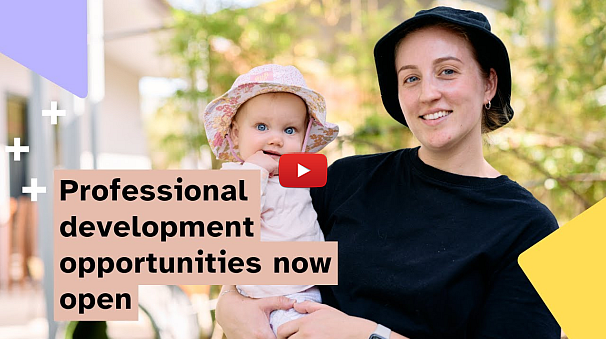 Professional
development
opportunities now
open